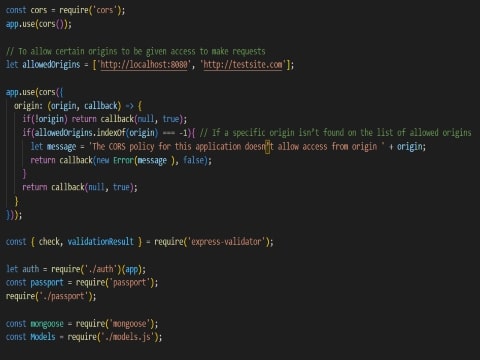 const cors = require('cors');
app.use(cors());
// To allow certain origins to be given access to make requests
let allowedOrigins = ['http://localhost:8080', 'http://testsite.com'];
app.use(cors({
origin: (origin, callback) => {
if(!origin) return callback(null, true);
if(allowedOrigins.indexOf(origin) === -1){ // If a specific origin isn’t found on the list of allowed origins
let message = 'The CORS policy for this application doesn’t allow access from origin ' + origin;
return callback(new Error(message ), false);
}
return callback(null, true);
}
}));
const { check, validationResult } = require('express-validator');
let auth = require('./auth')(app);
const passport = require('passport');
require('./passport');
const mongoose = require('mongoose');
const Models = require('./models.js');